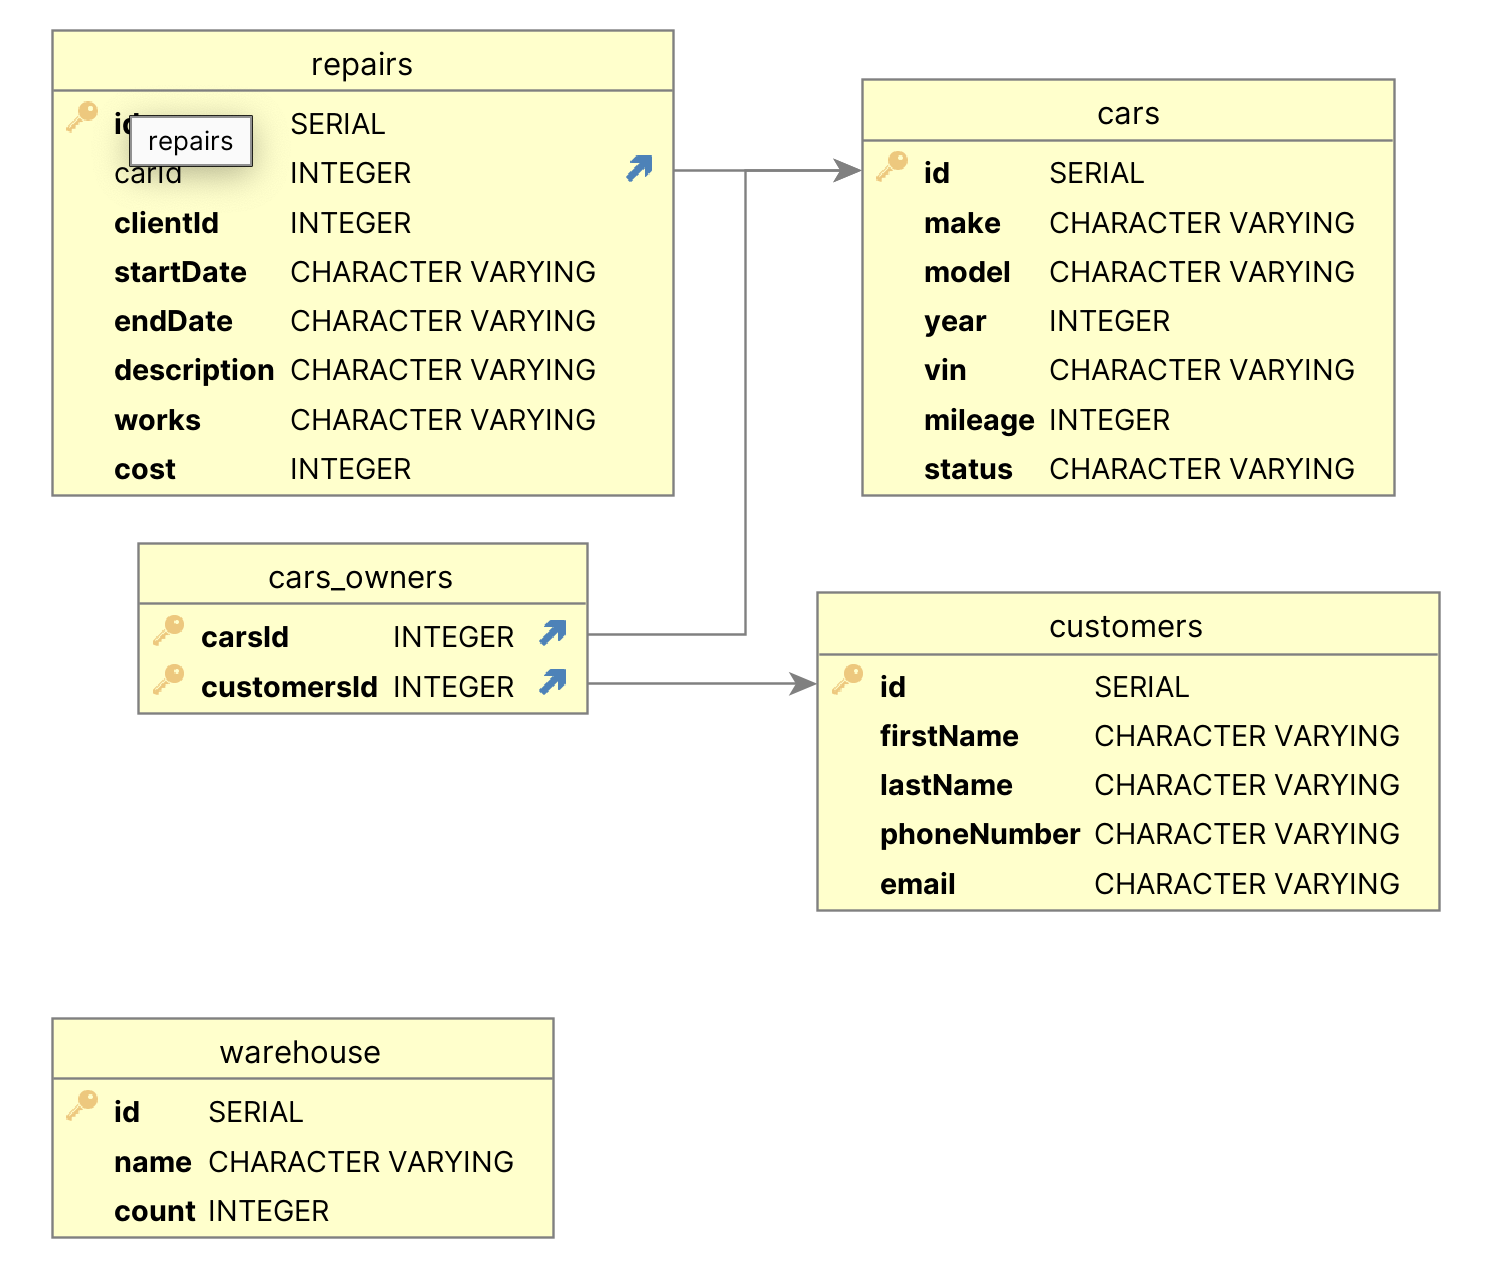 repairs
id SERIAL
repairs
carId INTEGER
clientId INTEGER
startDate CHARACTER VARYING
endDate CHARACTER VARYING
description CHARACTER VARYING
works CHARACTER VARYING
cost INTEGER
cars
id SERIAL
make CHARACTER VARYING
model CHARACTER VARYING
year INTEGER
vin CHARACTER VARYING
mileage INTEGER
status CHARACTER VARYING
cars_owners
carsId INTEGER
customersId INTEGER
customers
id SERIAL
firstName CHARACTER VARYING
lastName CHARACTER VARYING
phoneNumber CHARACTER VARYING
email CHARACTER VARYING
warehouse
id SERIAL
name CHARACTER VARYING
count INTEGER